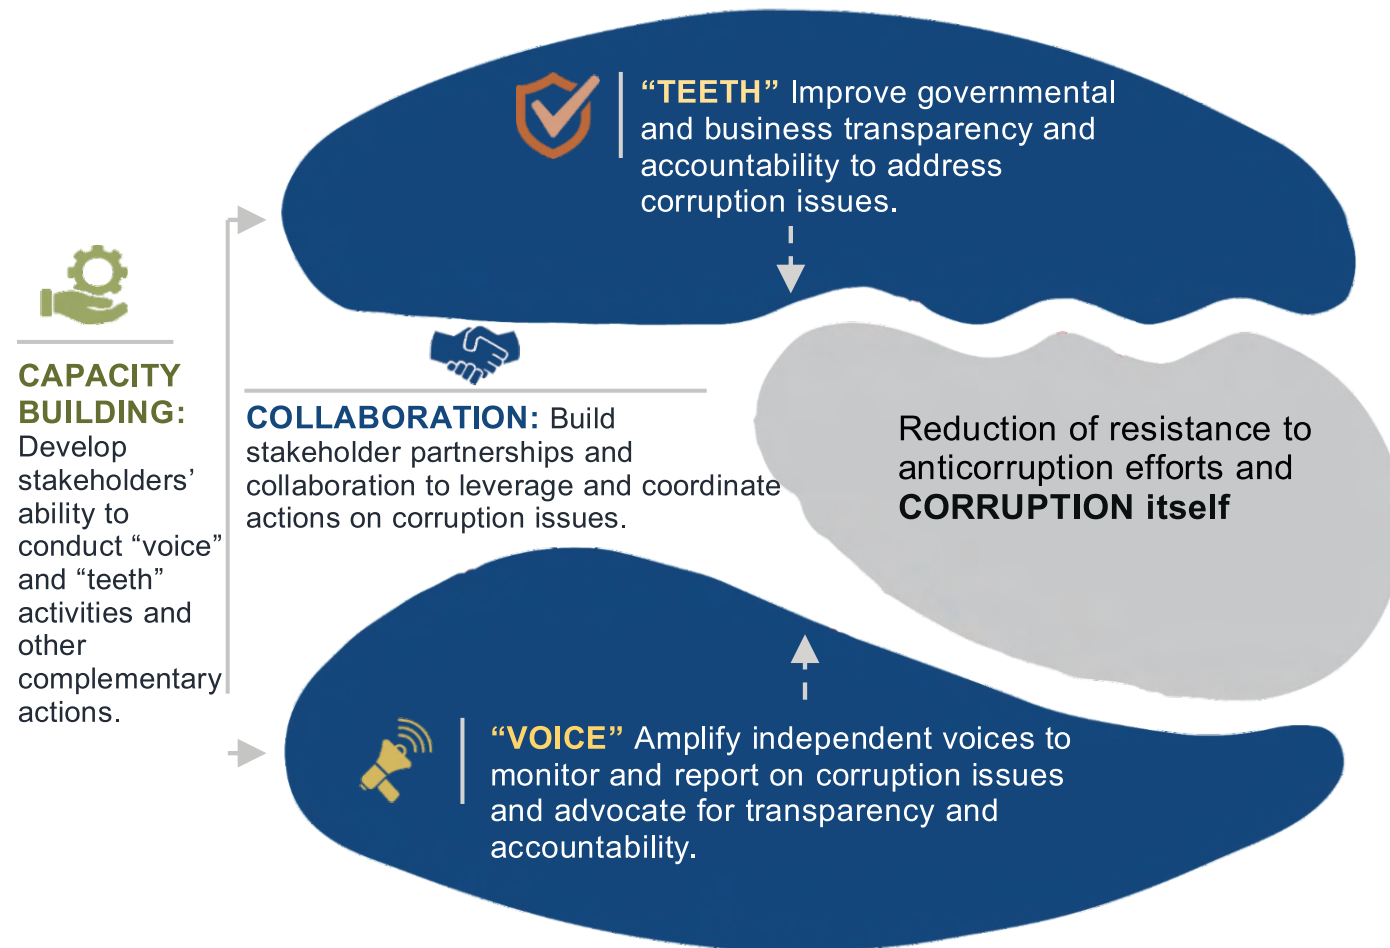 “TEETH” Improve governmental
and business transparency and
accountability to address
corruption issues.
CAPACITY
BUILDING:
Develop
stakeholders’
ability to
conduct “voice”
and “teeth”
activities and
other
complementary
actions.
COLLABORATION: Build
stakeholder partnerships and
collaboration to leverage and coordinate
actions on corruption issues.
Reduction of resistance to
anticorruption efforts and
CORRUPTION itself
“VOICE” Amplify independent voices to
monitor and report on corruption issues
and advocate for transparency and
accountability.